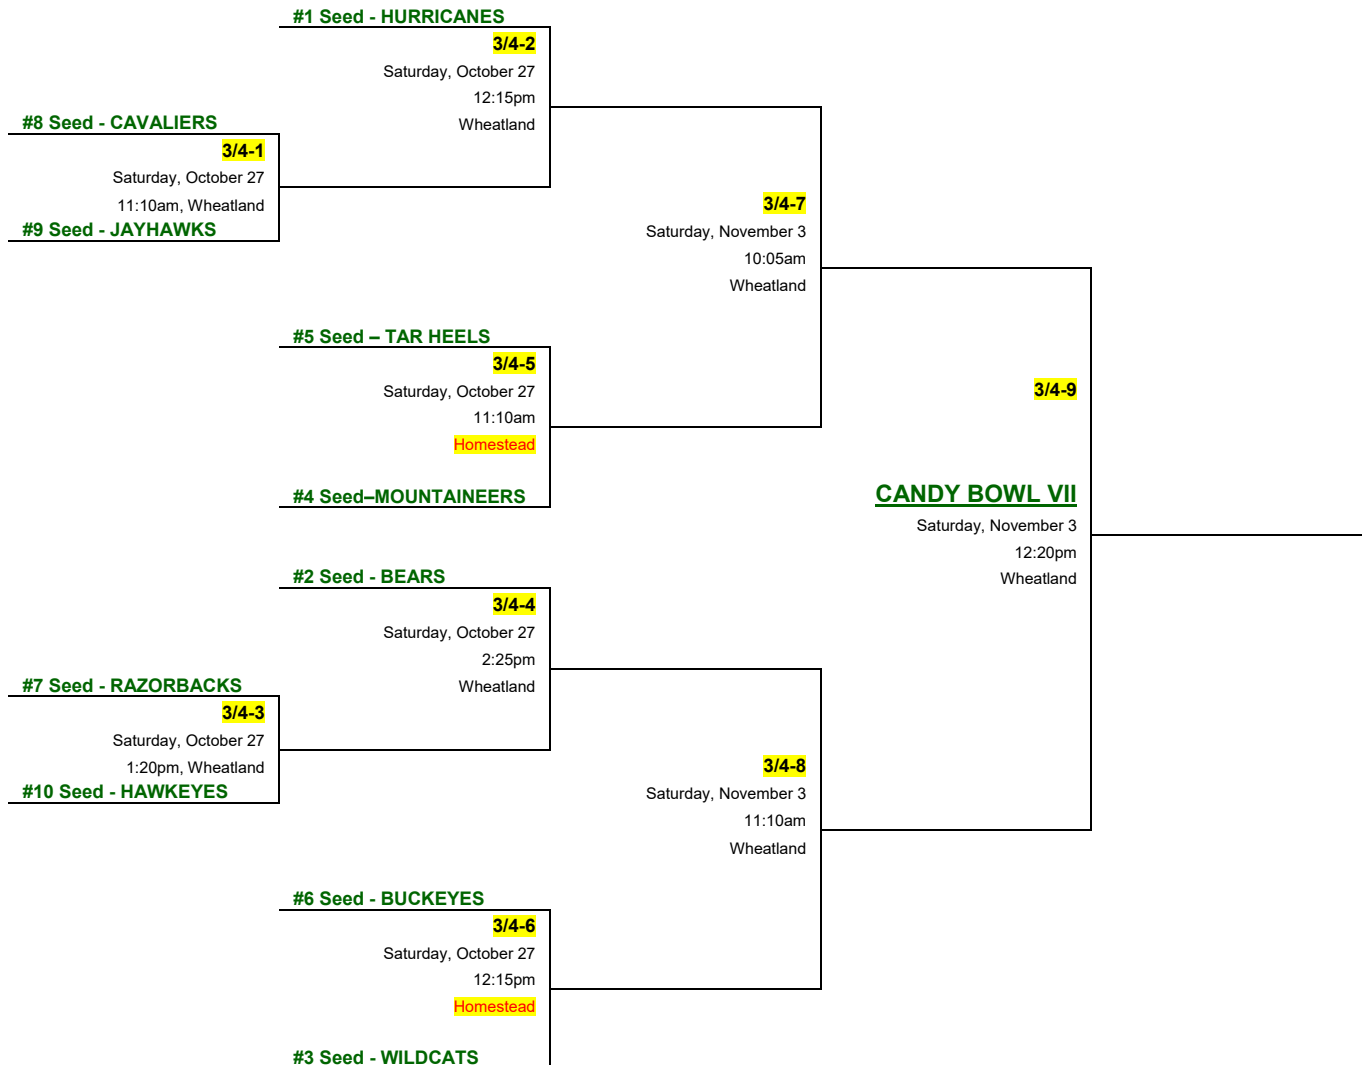 #1 Seed - HURRICANES
3/4-2
Saturday, October 27
12:15pm
Wheatland
#8 Seed - CAVALIERS
3/4-1
Saturday, October 27
11:10am, Wheatland
#9 Seed - JAYHAWKS
3/4-7
Saturday, November 3
10:05am
Wheatland
#5 Seed – TAR HEELS
3/4-5
Saturday, October 27
11:10am
Homestead
#4 Seed–MOUNTAINEERS
3/4-9
CANDY BOWL VII
Saturday, November 3
12:20pm
Wheatland
#2 Seed - BEARS
3/4-4
Saturday, October 27
2:25pm
Wheatland
#7 Seed - RAZORBACKS
3/4-3
Saturday, October 27
1:20pm, Wheatland
#10 Seed - HAWKEYES
3/4-8
Saturday, November 3
11:10am
Wheatland
#6 Seed - BUCKEYES
3/4-6
Saturday, October 27
12:15pm
Homestead
#3 Seed - WILDCATS